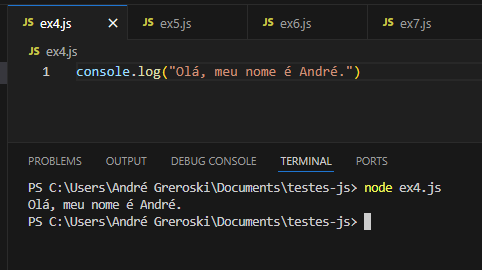 JS ex4.js JS ex5.js JS ex6.js JS ex7.js
JS ex4.js
1 console.log("Olá, meu nome é André.")
PROBLEMS OUTPUT DEBUG CONSOLE TERMINAL PORTS
PS C:\Users\André Greroski\Documents\testes-js> node ex4.js
Olá, meu nome é André.
PS C:\Users\André Greroski\Documents\testes-js>